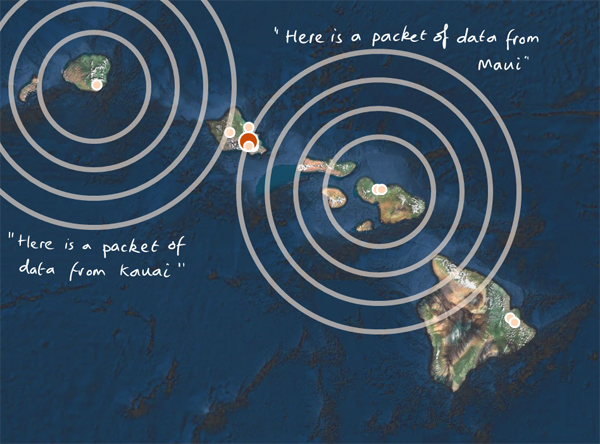 "Here is a packet of data from
Maui"
"Here is a packet of
data from Kauai"